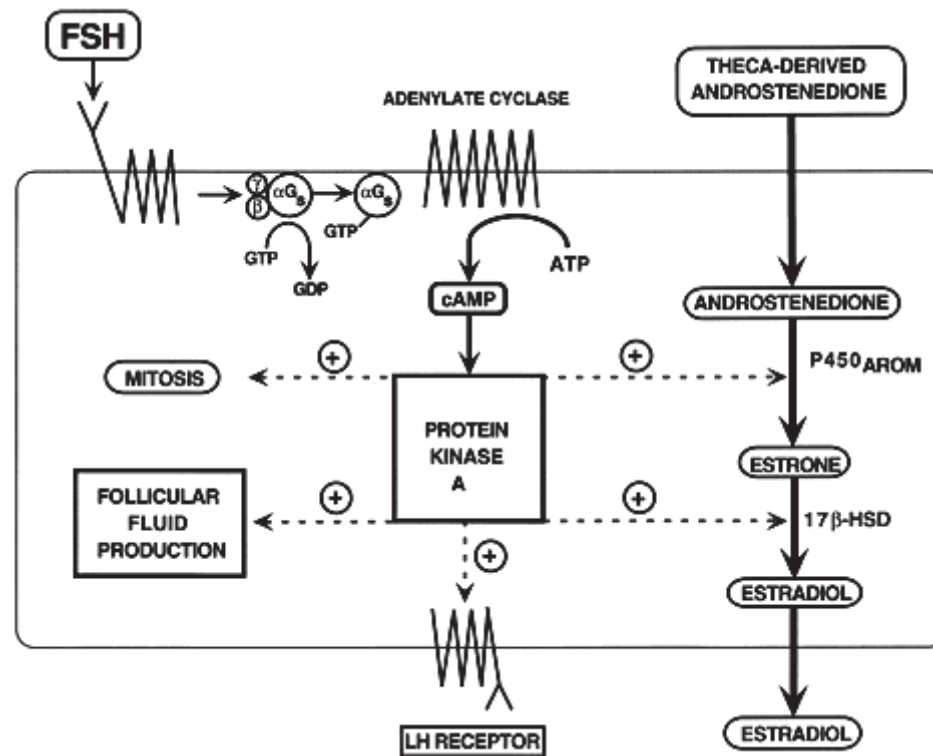 FSH
THECA-DERIVED
ANDROSTENEDIONE
ADENYLATE CYCLASE
γ
β
αGs
αGs
GTP
GTP
GDP
ATP
cAMP
ANDROSTENEDIONE
+
+
P450AROM
MITOSIS
PROTEIN
KINASE
A
ESTRONE
FOLLICULAR
FLUID
PRODUCTION
+
+
17β-HSD
+
ESTRADIOL
LH RECEPTOR
ESTRADIOL